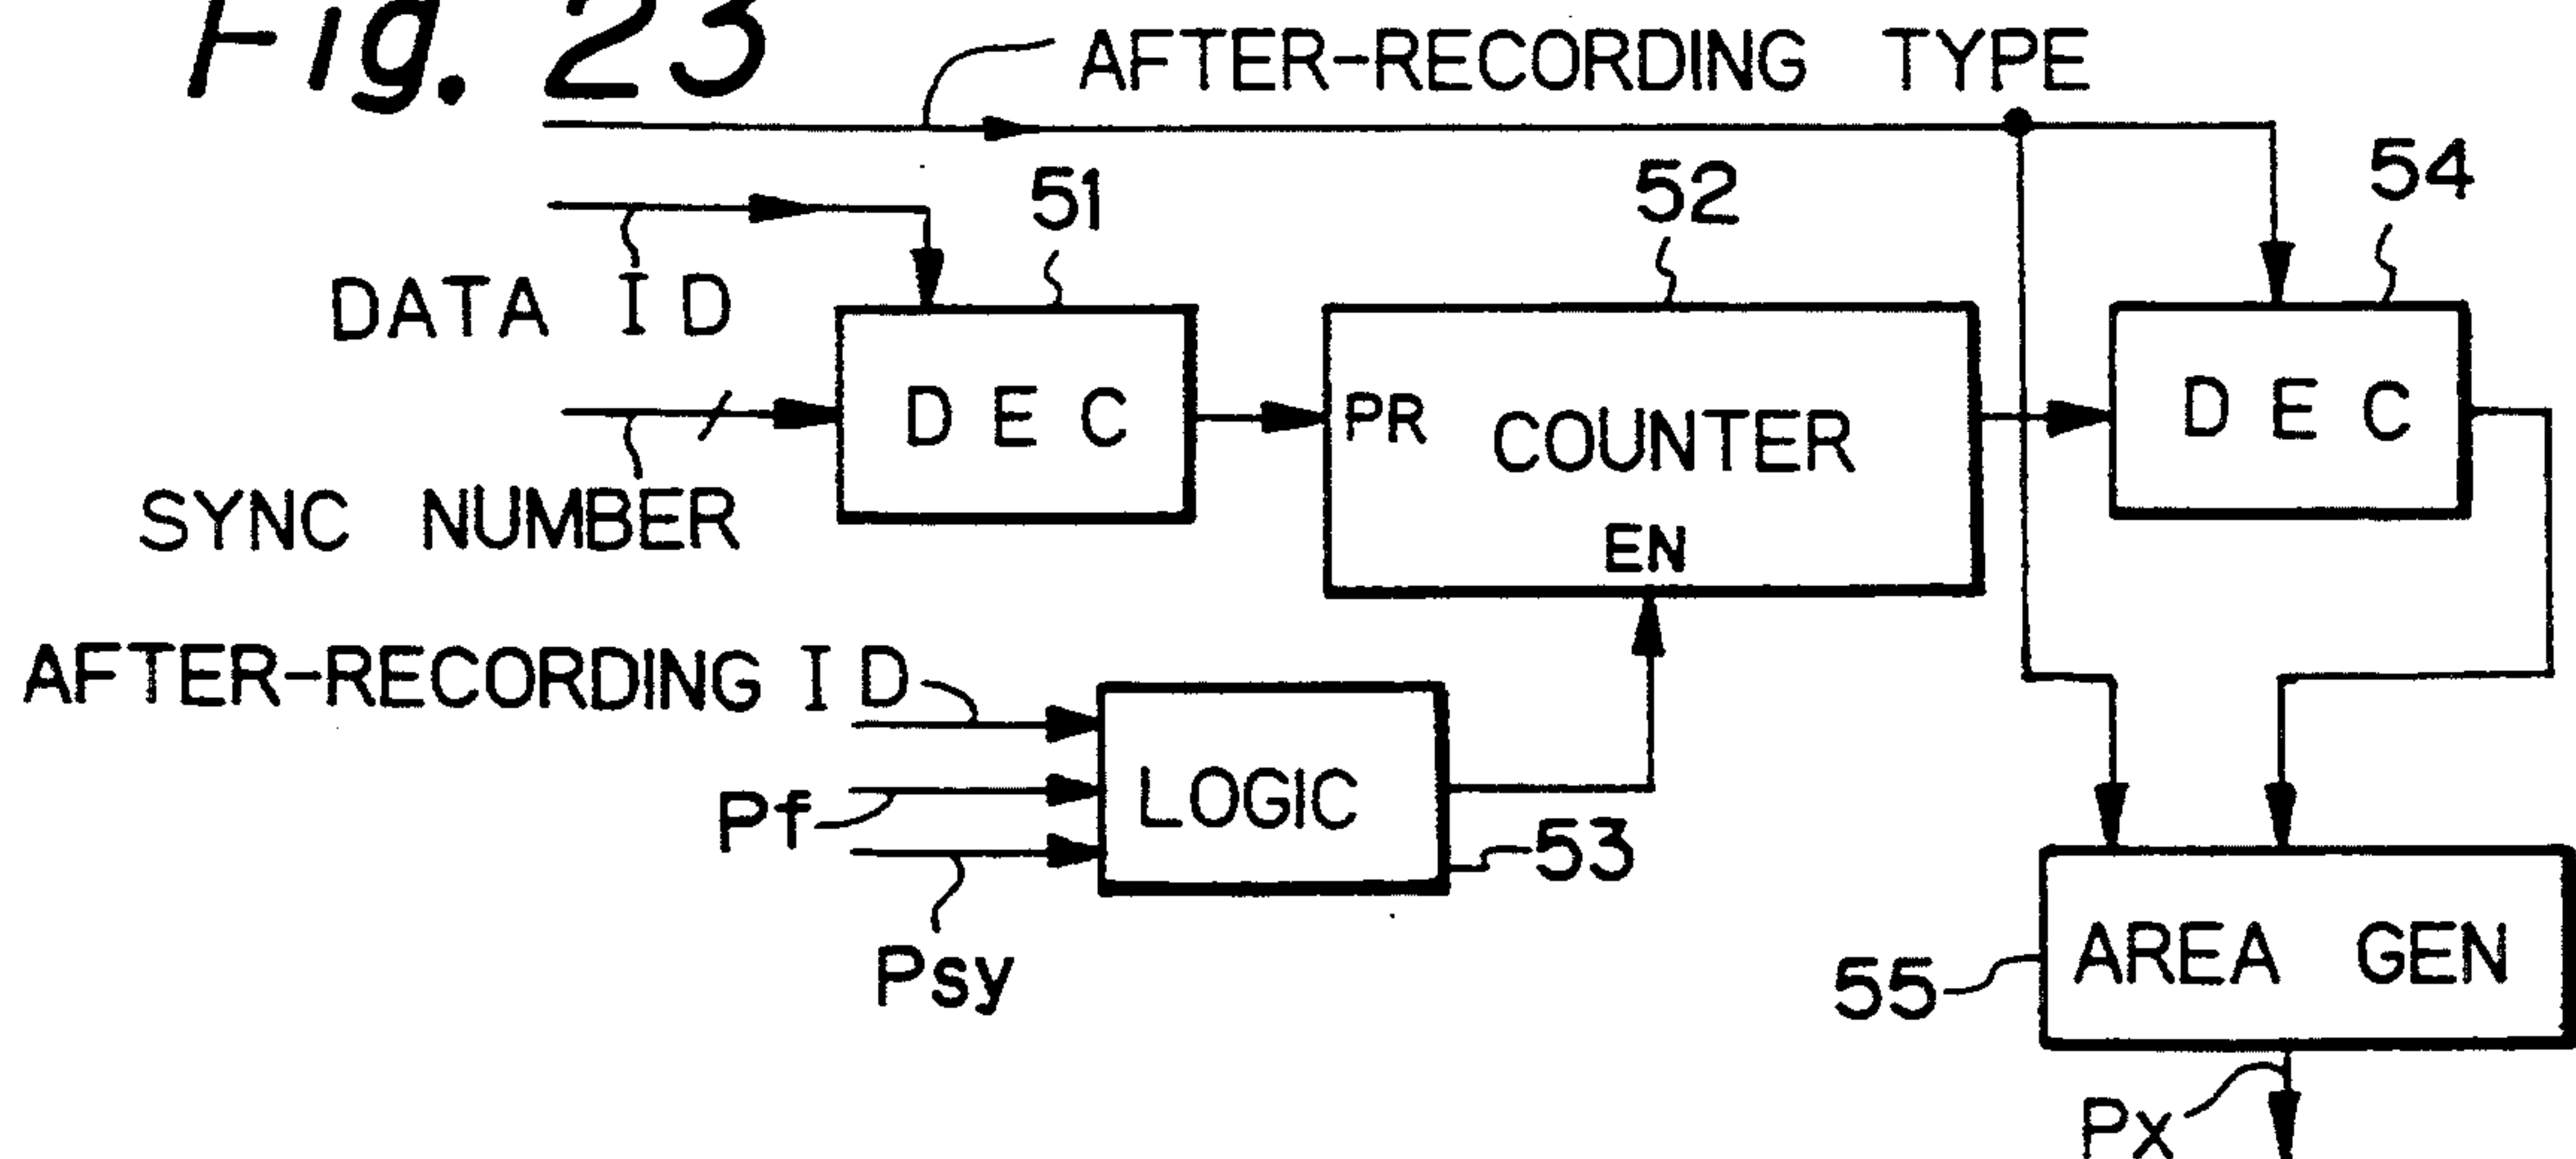 Fig. 23
AFTER-RECORDING TYPE
51
52
54
DATA ID
DEC
PR
COUNTER
EN
DEC
SYNC NUMBER
AFTER-RECORDING ID
LOGIC
Pf
53
Psy
55
AREA GEN
Px